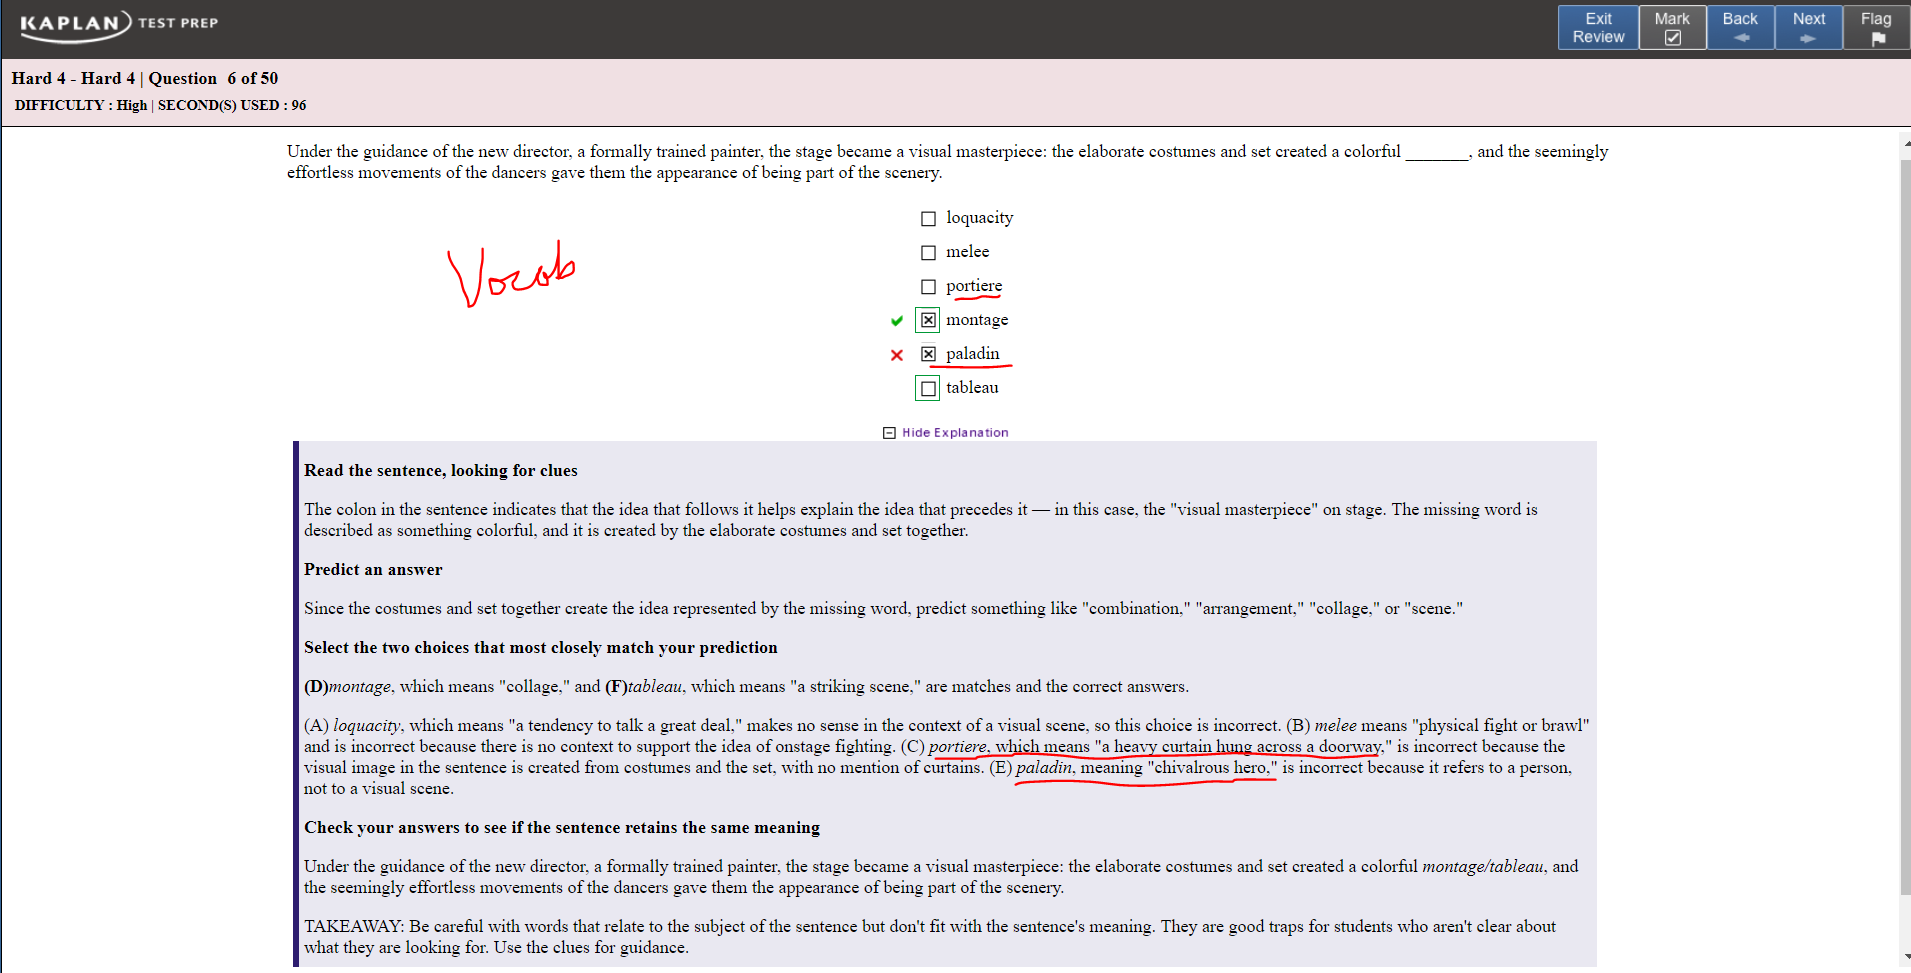 KAPLAN TEST PREP
Exit Review
Mark
Back
Next
Flag
Hard 4 - Hard 4 | Question 6 of 50
DIFFICULTY : High | SECOND(S) USED : 96
Under the guidance of the new director, a formally trained painter, the stage became a visual masterpiece: the elaborate costumes and set created a colorful _______, and the seemingly
effortless movements of the dancers gave them the appearance of being part of the scenery.
loquacity
melee
Vocab
portiere
montage
paladin
tableau
Hide Explanation
Read the sentence, looking for clues
The colon in the sentence indicates that the idea that follows it helps explain the idea that precedes it — in this case, the "visual masterpiece" on stage. The missing word is
described as something colorful, and it is created by the elaborate costumes and set together.
Predict an answer
Since the costumes and set together create the idea represented by the missing word, predict something like "combination," "arrangement," "collage," or "scene."
Select the two choices that most closely match your prediction
(D)montage, which means "collage," and (F)tableau, which means "a striking scene," are matches and the correct answers.
(A) loquacity, which means "a tendency to talk a great deal," makes no sense in the context of a visual scene, so this choice is incorrect. (B) melee means "physical fight or brawl"
and is incorrect because there is no context to support the idea of onstage fighting. (C) portiere, which means "a heavy curtain hung across a doorway," is incorrect because the
visual image in the sentence is created from costumes and the set, with no mention of curtains. (E) paladin, meaning "chivalrous hero," is incorrect because it refers to a person,
not to a visual scene.
Check your answers to see if the sentence retains the same meaning
Under the guidance of the new director, a formally trained painter, the stage became a visual masterpiece: the elaborate costumes and set created a colorful montage/tableau, and
the seemingly effortless movements of the dancers gave them the appearance of being part of the scenery.
TAKEAWAY: Be careful with words that relate to the subject of the sentence but don't fit with the sentence's meaning. They are good traps for students who aren't clear about
what they are looking for. Use the clues for guidance.